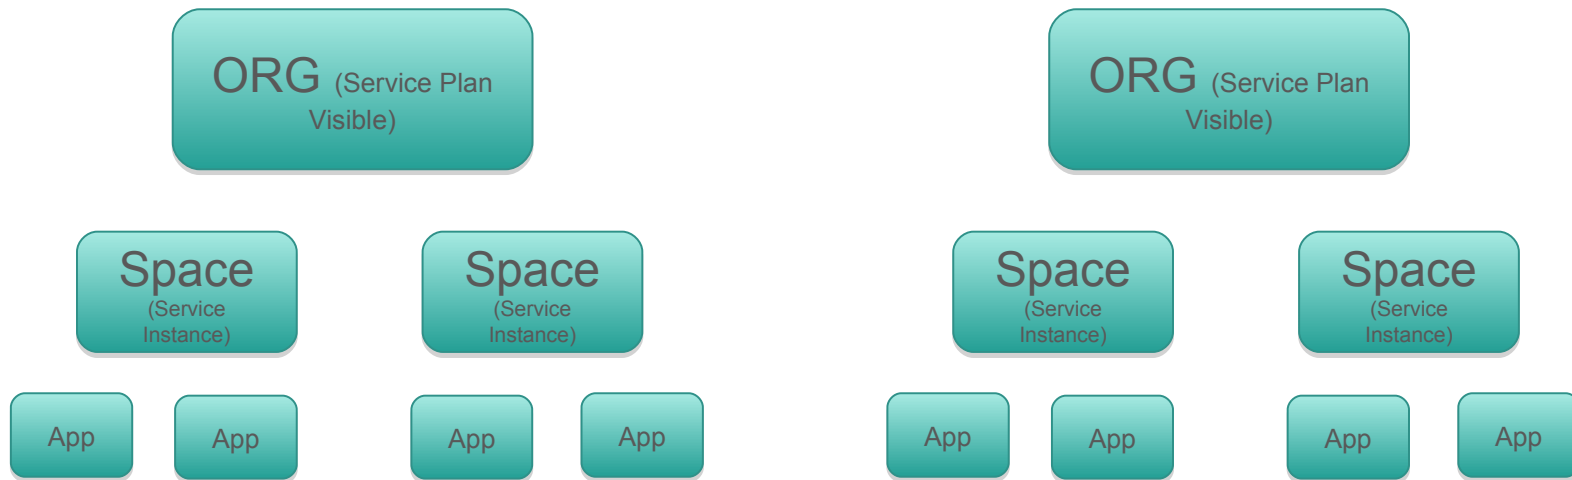 ORG (Service Plan
Visible)
ORG (Service Plan
Visible)
Space
(Service
Instance)
Space
(Service
Instance)
Space
(Service
Instance)
Space
(Service
Instance)
App
App
App
App
App
App
App
App